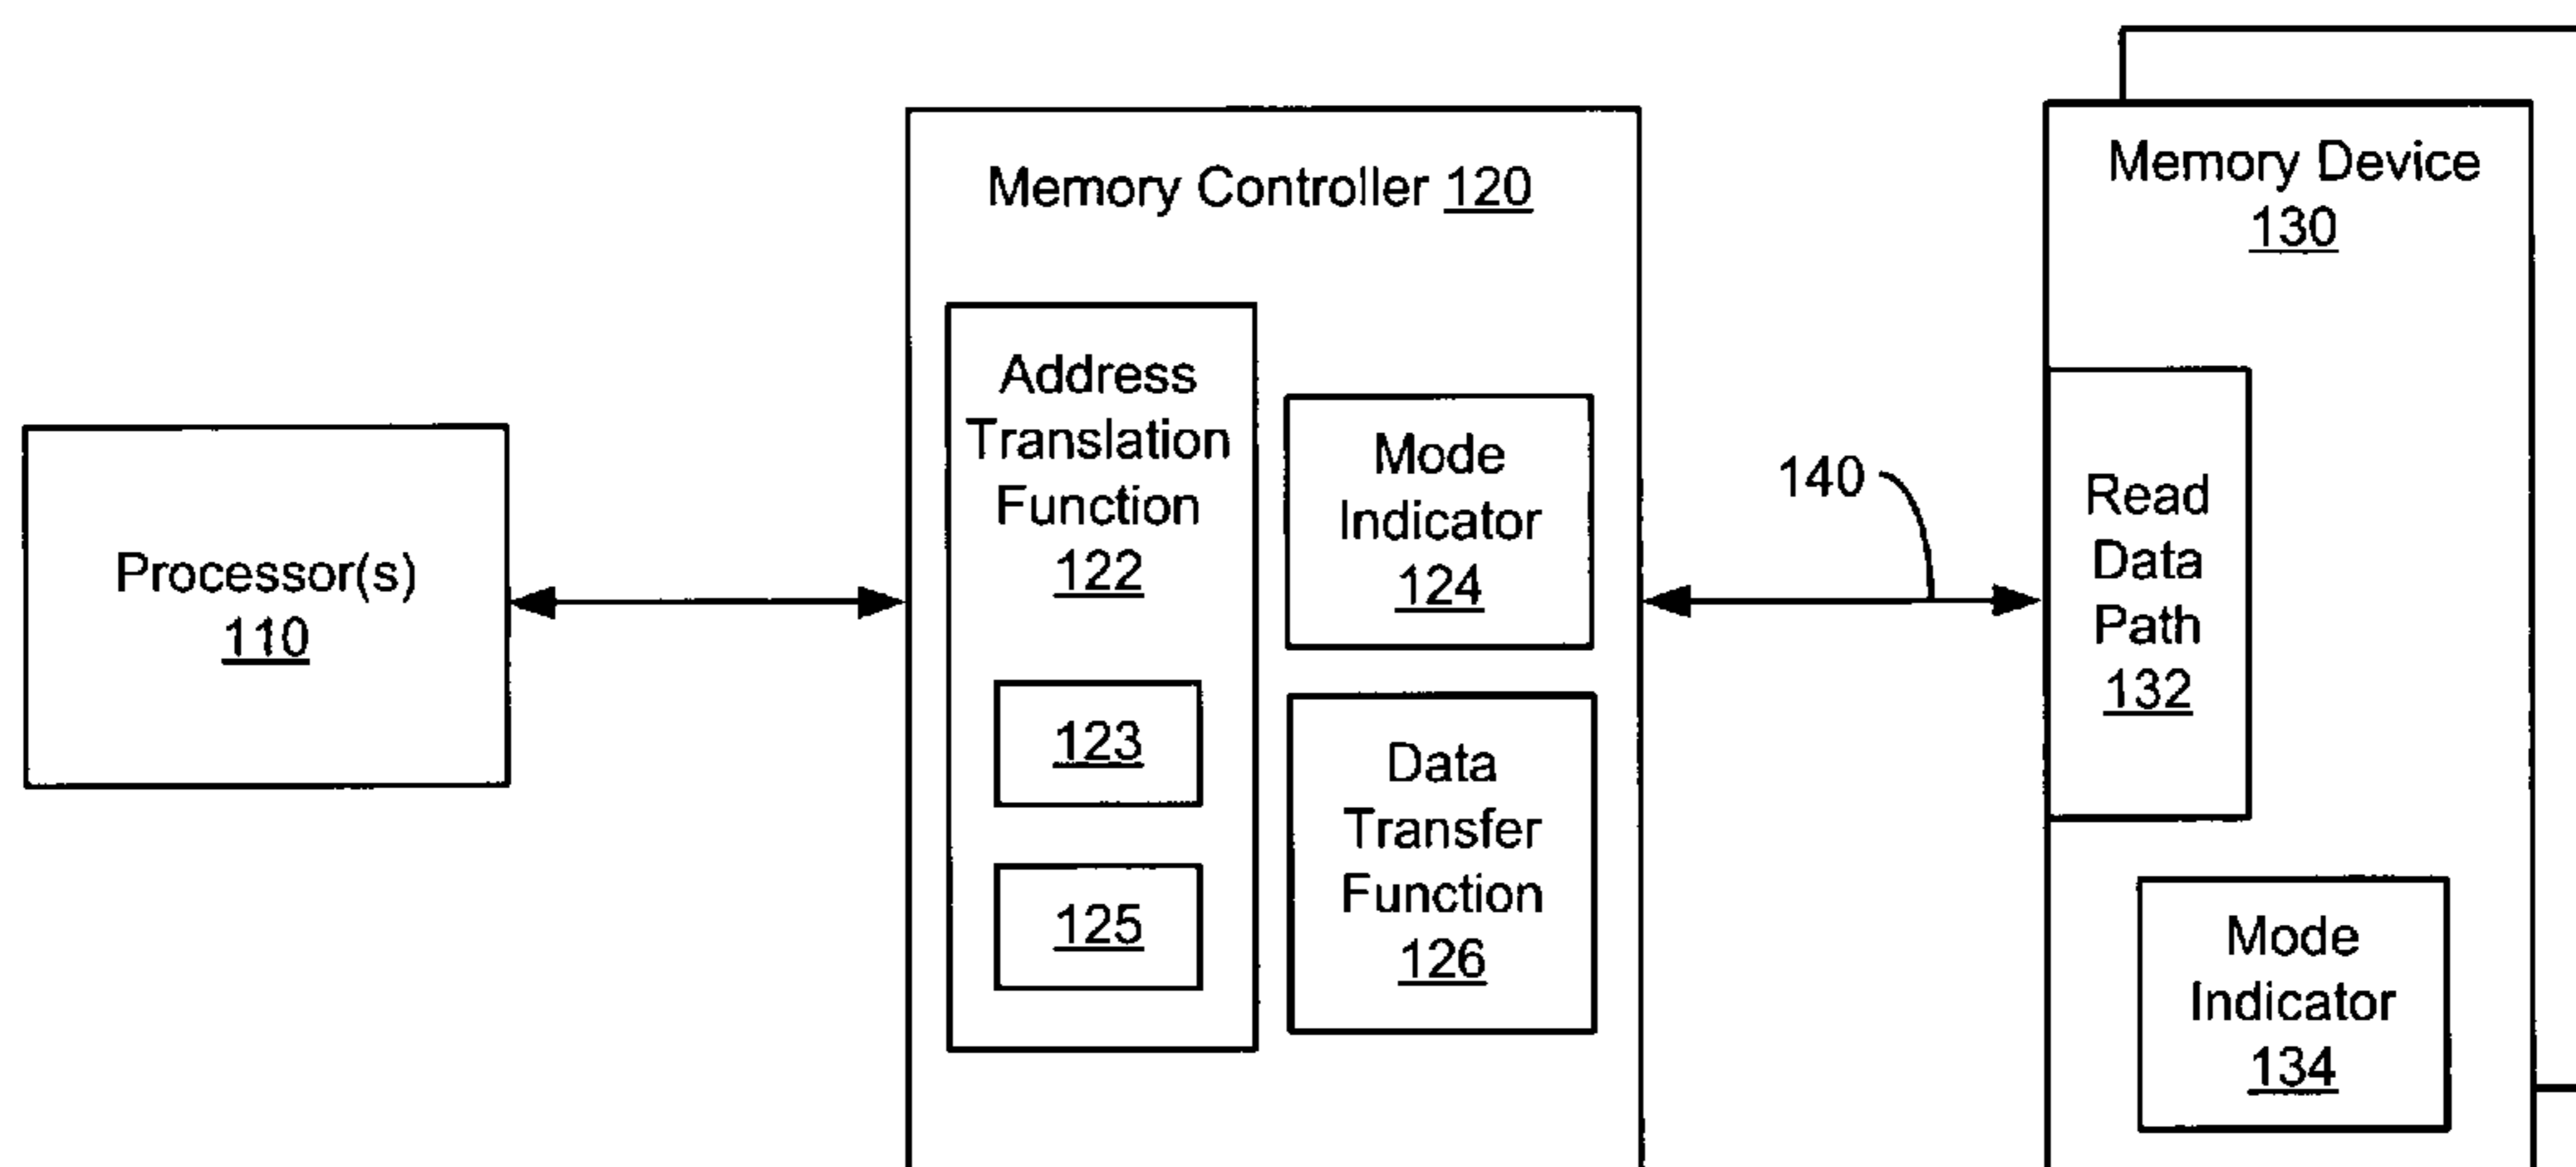 Processor(s)
110
Memory Controller 120
Address
Translation
Function
122
123
125
Mode
Indicator
124
Data
Transfer
Function
126
140
Memory Device
130
Read
Data
Path
132
Mode
Indicator
134